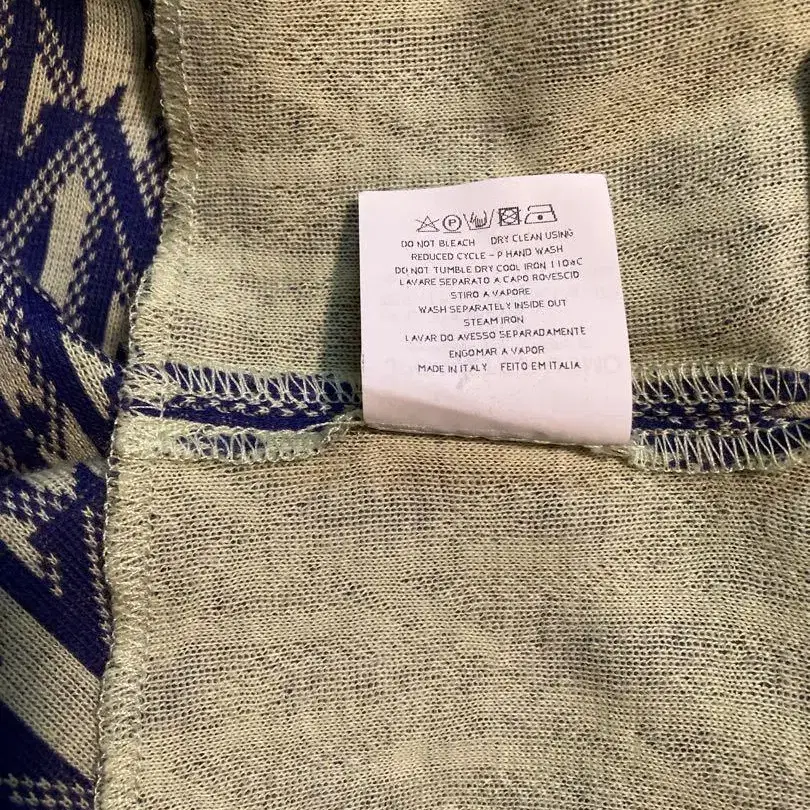 DO NOT BLEACH DRY CLEAN USING
REDUCED CYCLE - P HAND WASH
DO NOT TUMBLE DRY COOL IRON 110°C
LAVARE SEPARATO A CAPO ROVESCIO
STIRO A VAPORE
WASH SEPARATELY INSIDE OUT
STEAM IRON
LAVAR DO AVESSO SEPARADAMENTE
ENGOMAR A VAPOR
MADE IN ITALY FEITO EM ITALIA